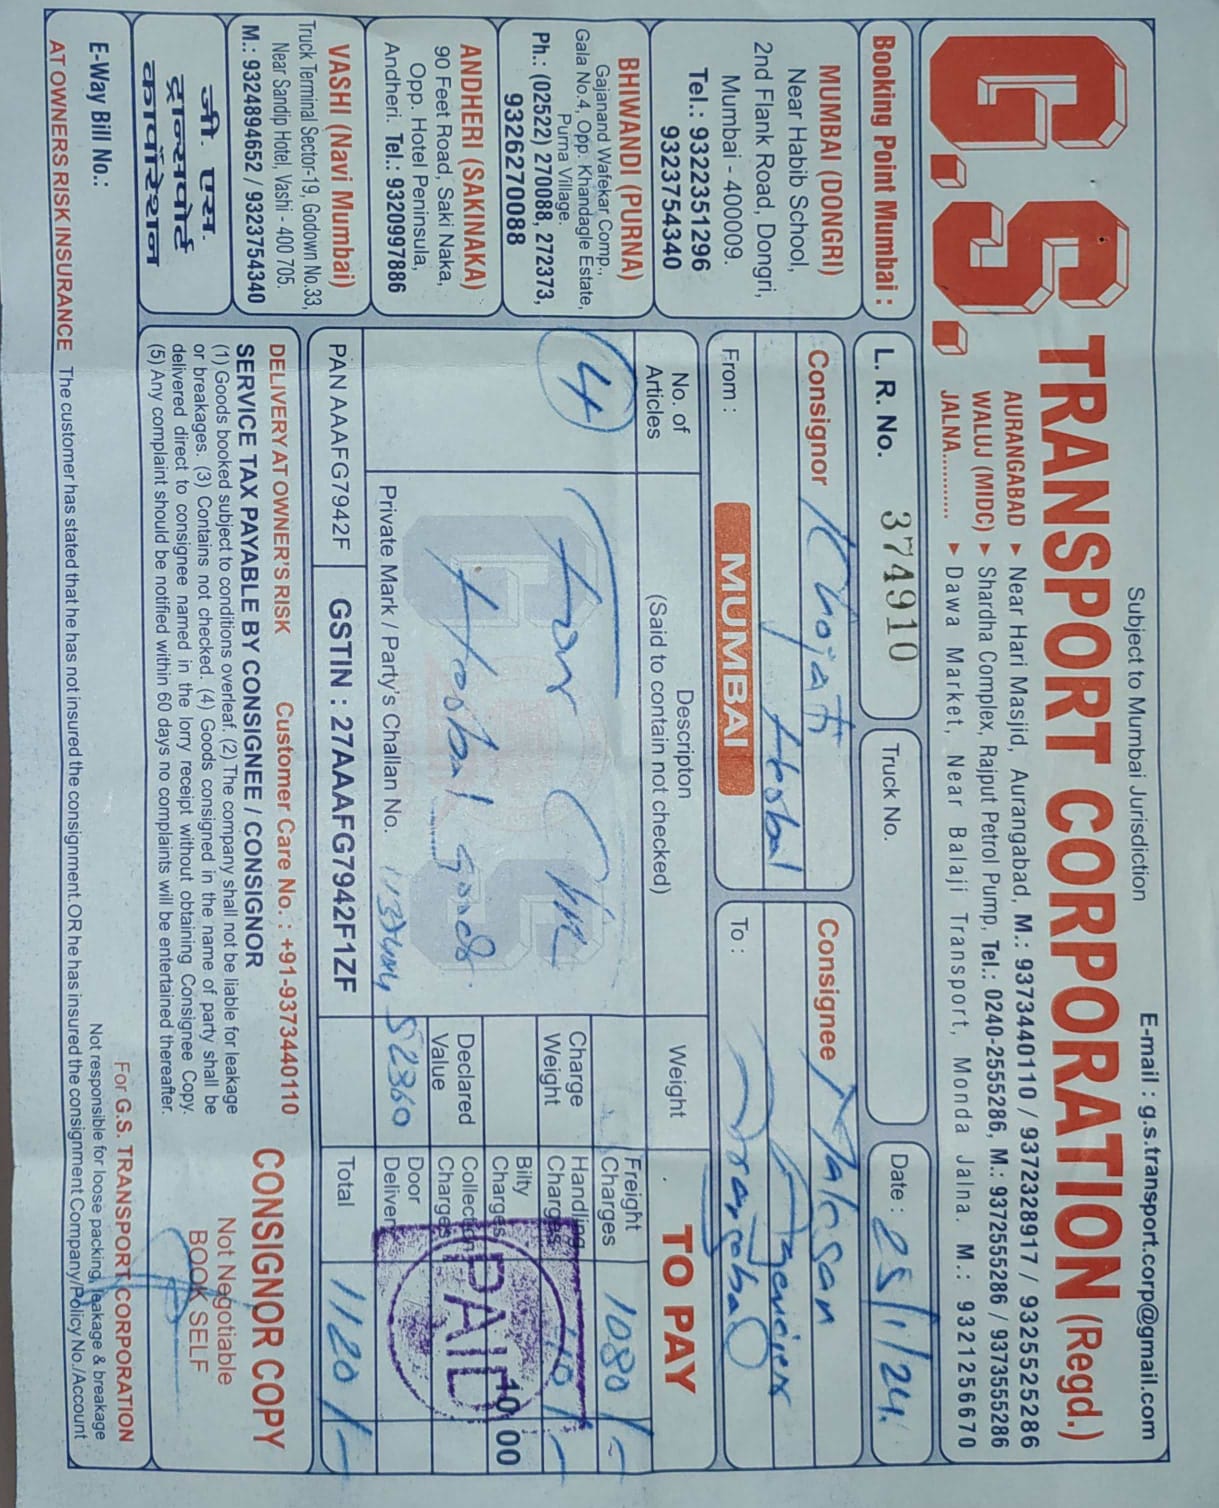 Subject to Mumbai Jurisdiction
E-mail : g.s.transport.corp@gmail.com
G.S. TRANSPORT CORPORATION (Regd.)
AURANGABAD ► Near Hari Masjid, Aurangabad, M.: 9373440110 / 9372328917 / 9325525286
WALUJ (MIDC) ► Shardha Complex, Rajput Petrol Pump, Tel.: 0240-2555286, M.: 9372555286 / 9373555286
JALNA........... ► Dawa Market, Near Balaji Transport, Monda Jalna. M.: 9321256670
Booking Point Mumbai :
L. R. No. 374910
Truck No.
Date : 25/1/24.
MUMBAI (DONGRI)
Near Habib School,
2nd Flank Road, Dongri,
Mumbai - 400009.
Tel.: 9322351296
9323754340
BHIWANDI (PURNA)
Gajanand Wafekar Comp.,
Gala No.4, Opp. Khandagle Estate,
Purna Village.
Ph.: (02522) 270088, 272373,
9326270088
ANDHERI (SAKINAKA)
90 Feet Road, Saki Naka,
Opp. Hotel Peninsula,
Andheri. Tel.: 9320997886
VASHI (Navi Mumbai)
Truck Terminal Sector-19, Godown No.33,
Near Sandip Hotel, Vashi - 400 705.
M.: 9324894652 / 9323754340
जी. एस.
ट्रान्सपोर्ट
कार्पोरेशन
Consignor Khojati
Herbal
From : MUMBAI
Consignee Malesar
Agencies
To :
No. of Articles
Descripton
(Said to contain not checked)
Weight
TO PAY
4
Herbal goods
Private Mark / Party's Challan No.
52360
Charge Weight
Declared Value
Freight Charges 1080/-
Handling Charges
Bilty Charges 10 00
Collection Charges
Door Delivery
PAID
Total 1120/-
PAN AAAFG7942F
GSTIN : 27AAAFG7942F1ZF
DELIVERY AT OWNER'S RISK Customer Care No. : +91-9373440110
SERVICE TAX PAYABLE BY CONSIGNEE / CONSIGNOR
(1) Goods booked subject to conditions overleaf. (2) The company shall not be liable for leakage
or breakages. (3) Contains not checked. (4) Goods consigned in the name of party shall be
delivered direct to consignee named in the lorry receipt without obtaining Consignee Copy.
(5) Any complaint should be notified within 60 days no complaints will be entertained thereafter.
CONSIGNOR COPY
Not Negotiable
BOOK SELF
For G.S. TRANSPORT CORPORATION
E-Way Bill No.:
Not responsible for loose packing, leakage & breakage
AT OWNERS RISK INSURANCE The customer has stated that he has not insured the consignment OR he has insured the consignment Company/Policy No./Account